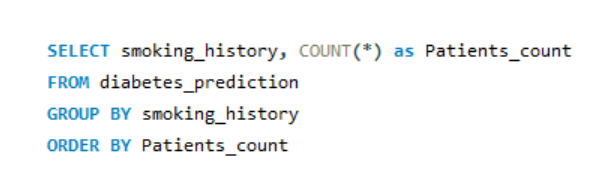 SELECT smoking_history, COUNT(*) as Patients_count
FROM diabetes_prediction
GROUP BY smoking_history
ORDER BY Patients_count